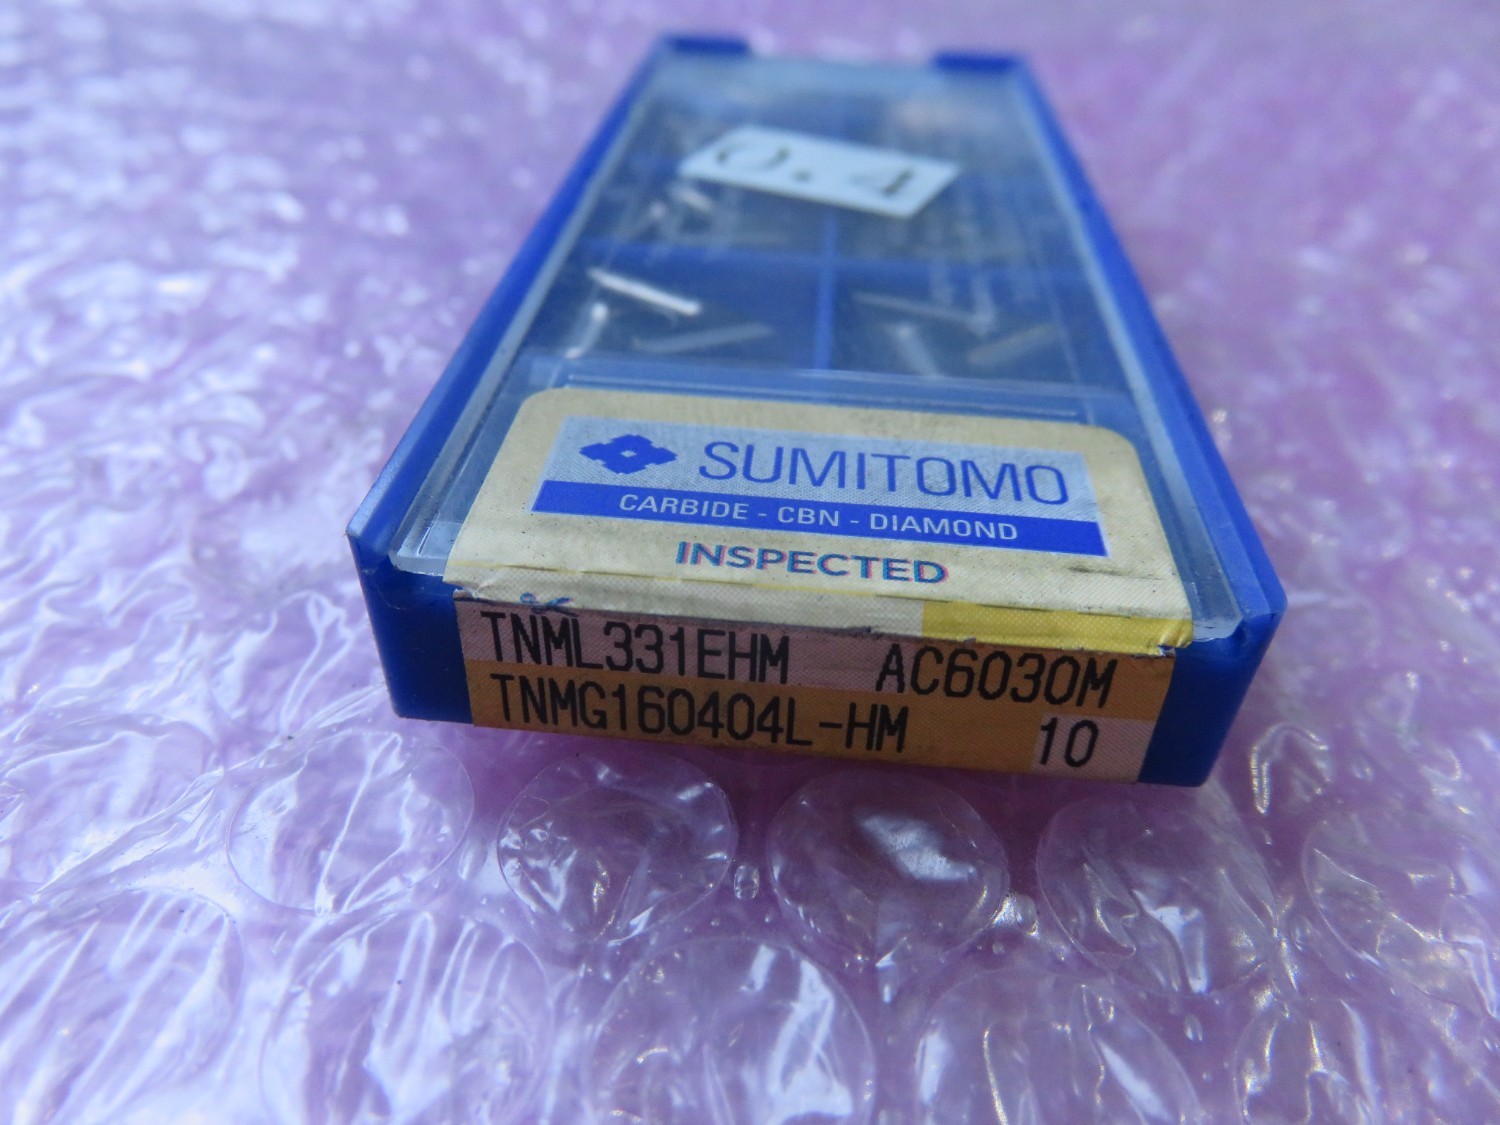 0.4
SUMITOMO
CARBIDE - CBN - DIAMOND
INSPECTED
TNML331EHM AC6030M
TNMG160404L-HM 10